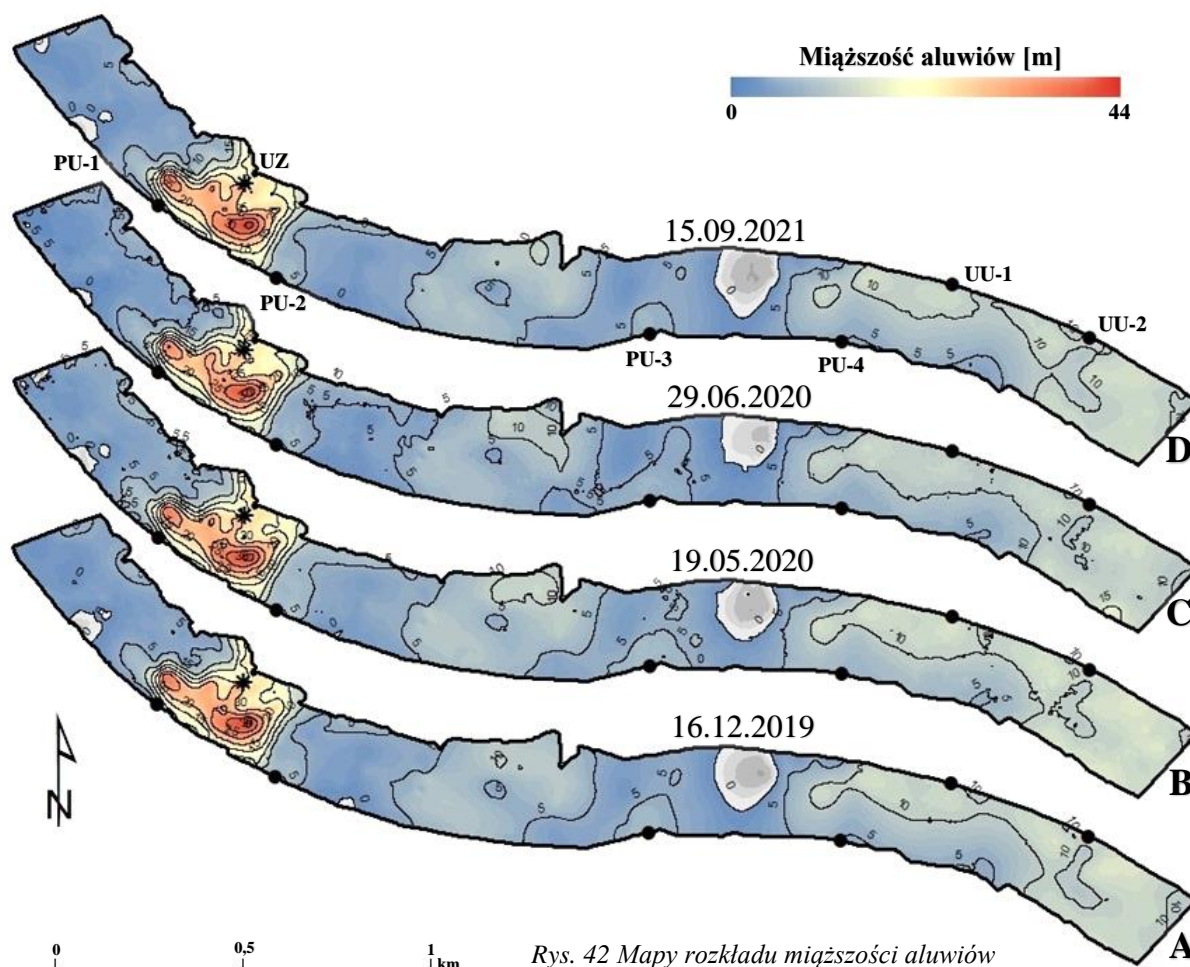 Miąższość aluwiów [m]
0 44
PU-1
UZ
PU-2
15.09.2021
UU-1
UU-2
PU-3
PU-4
D
29.06.2020
C
19.05.2020
B
16.12.2019
A
N
0 0,5 1
km
Rys. 42 Mapy rozkładu miąższości aluwiów